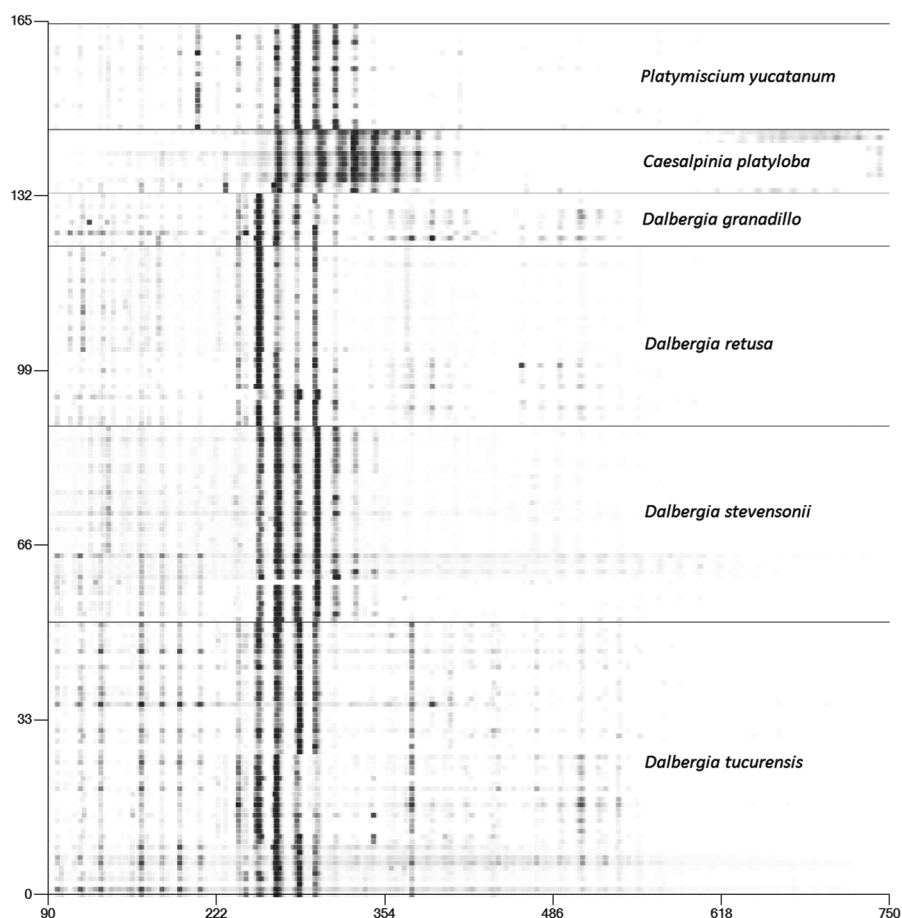 165
Platymiscium yucatanum
Caesalpinia platyloba
132
Dalbergia granadillo
Dalbergia retusa
99
Dalbergia stevensonii
66
33
Dalbergia tucurensis
0
90 222 354 486 618 750